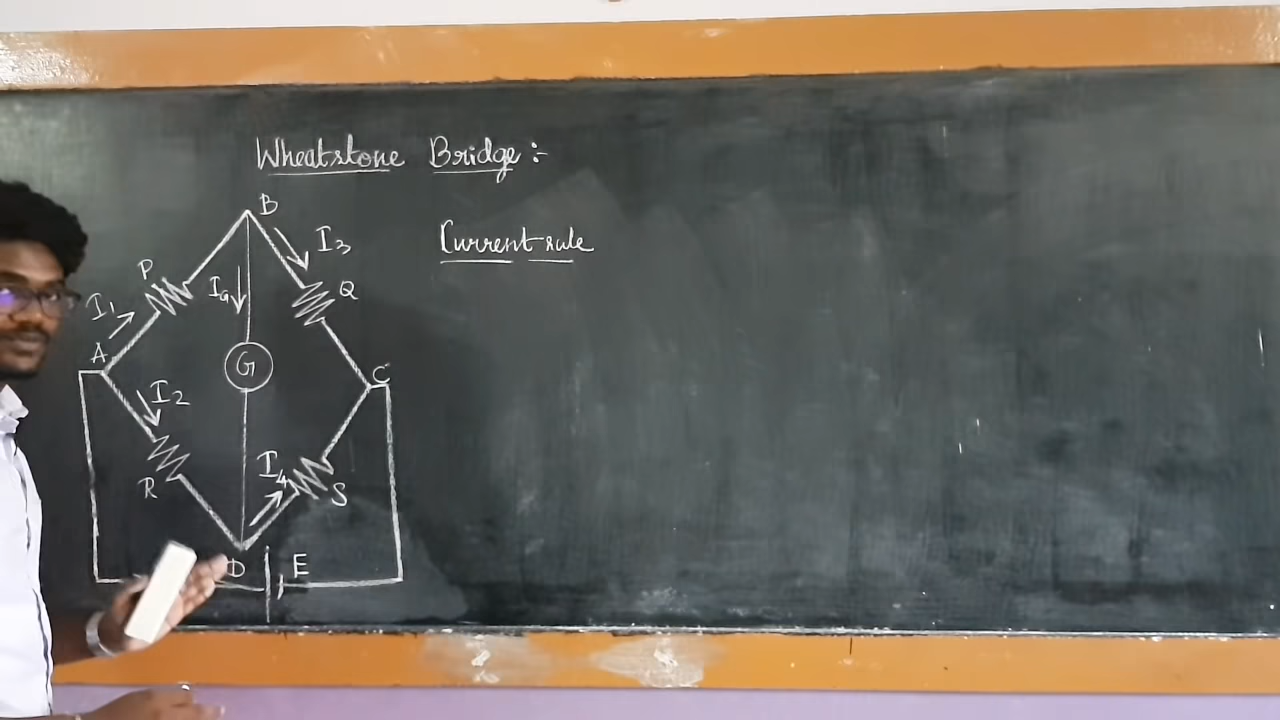 Wheatstone Bridge :-
Current rule
B
I3
P
IG
Q
I1
A
G
C
I2
I4
R
S
D
E